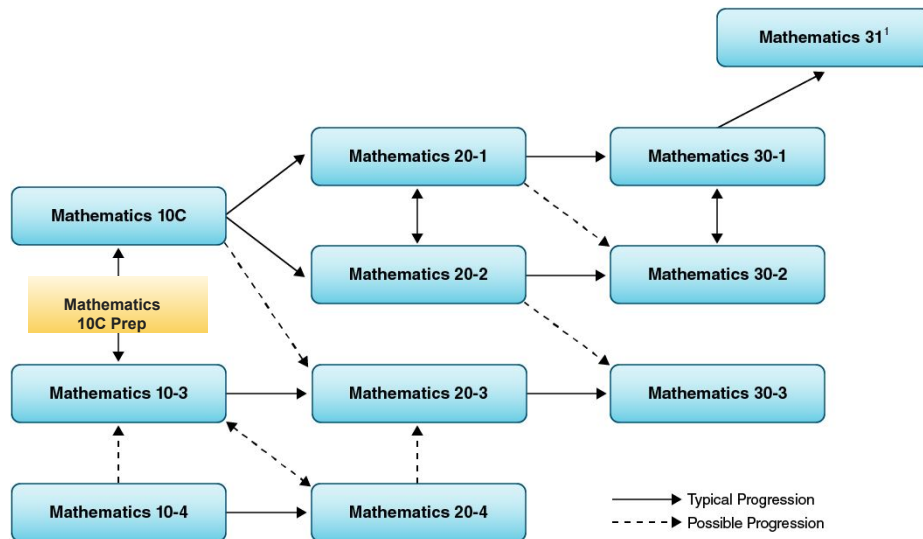 Mathematics 31¹
Mathematics 20-1
Mathematics 30-1
Mathematics 10C
Mathematics 20-2
Mathematics 30-2
Mathematics
10C Prep
Mathematics 10-3
Mathematics 20-3
Mathematics 30-3
Mathematics 10-4
Mathematics 20-4
Typical Progression
Possible Progression